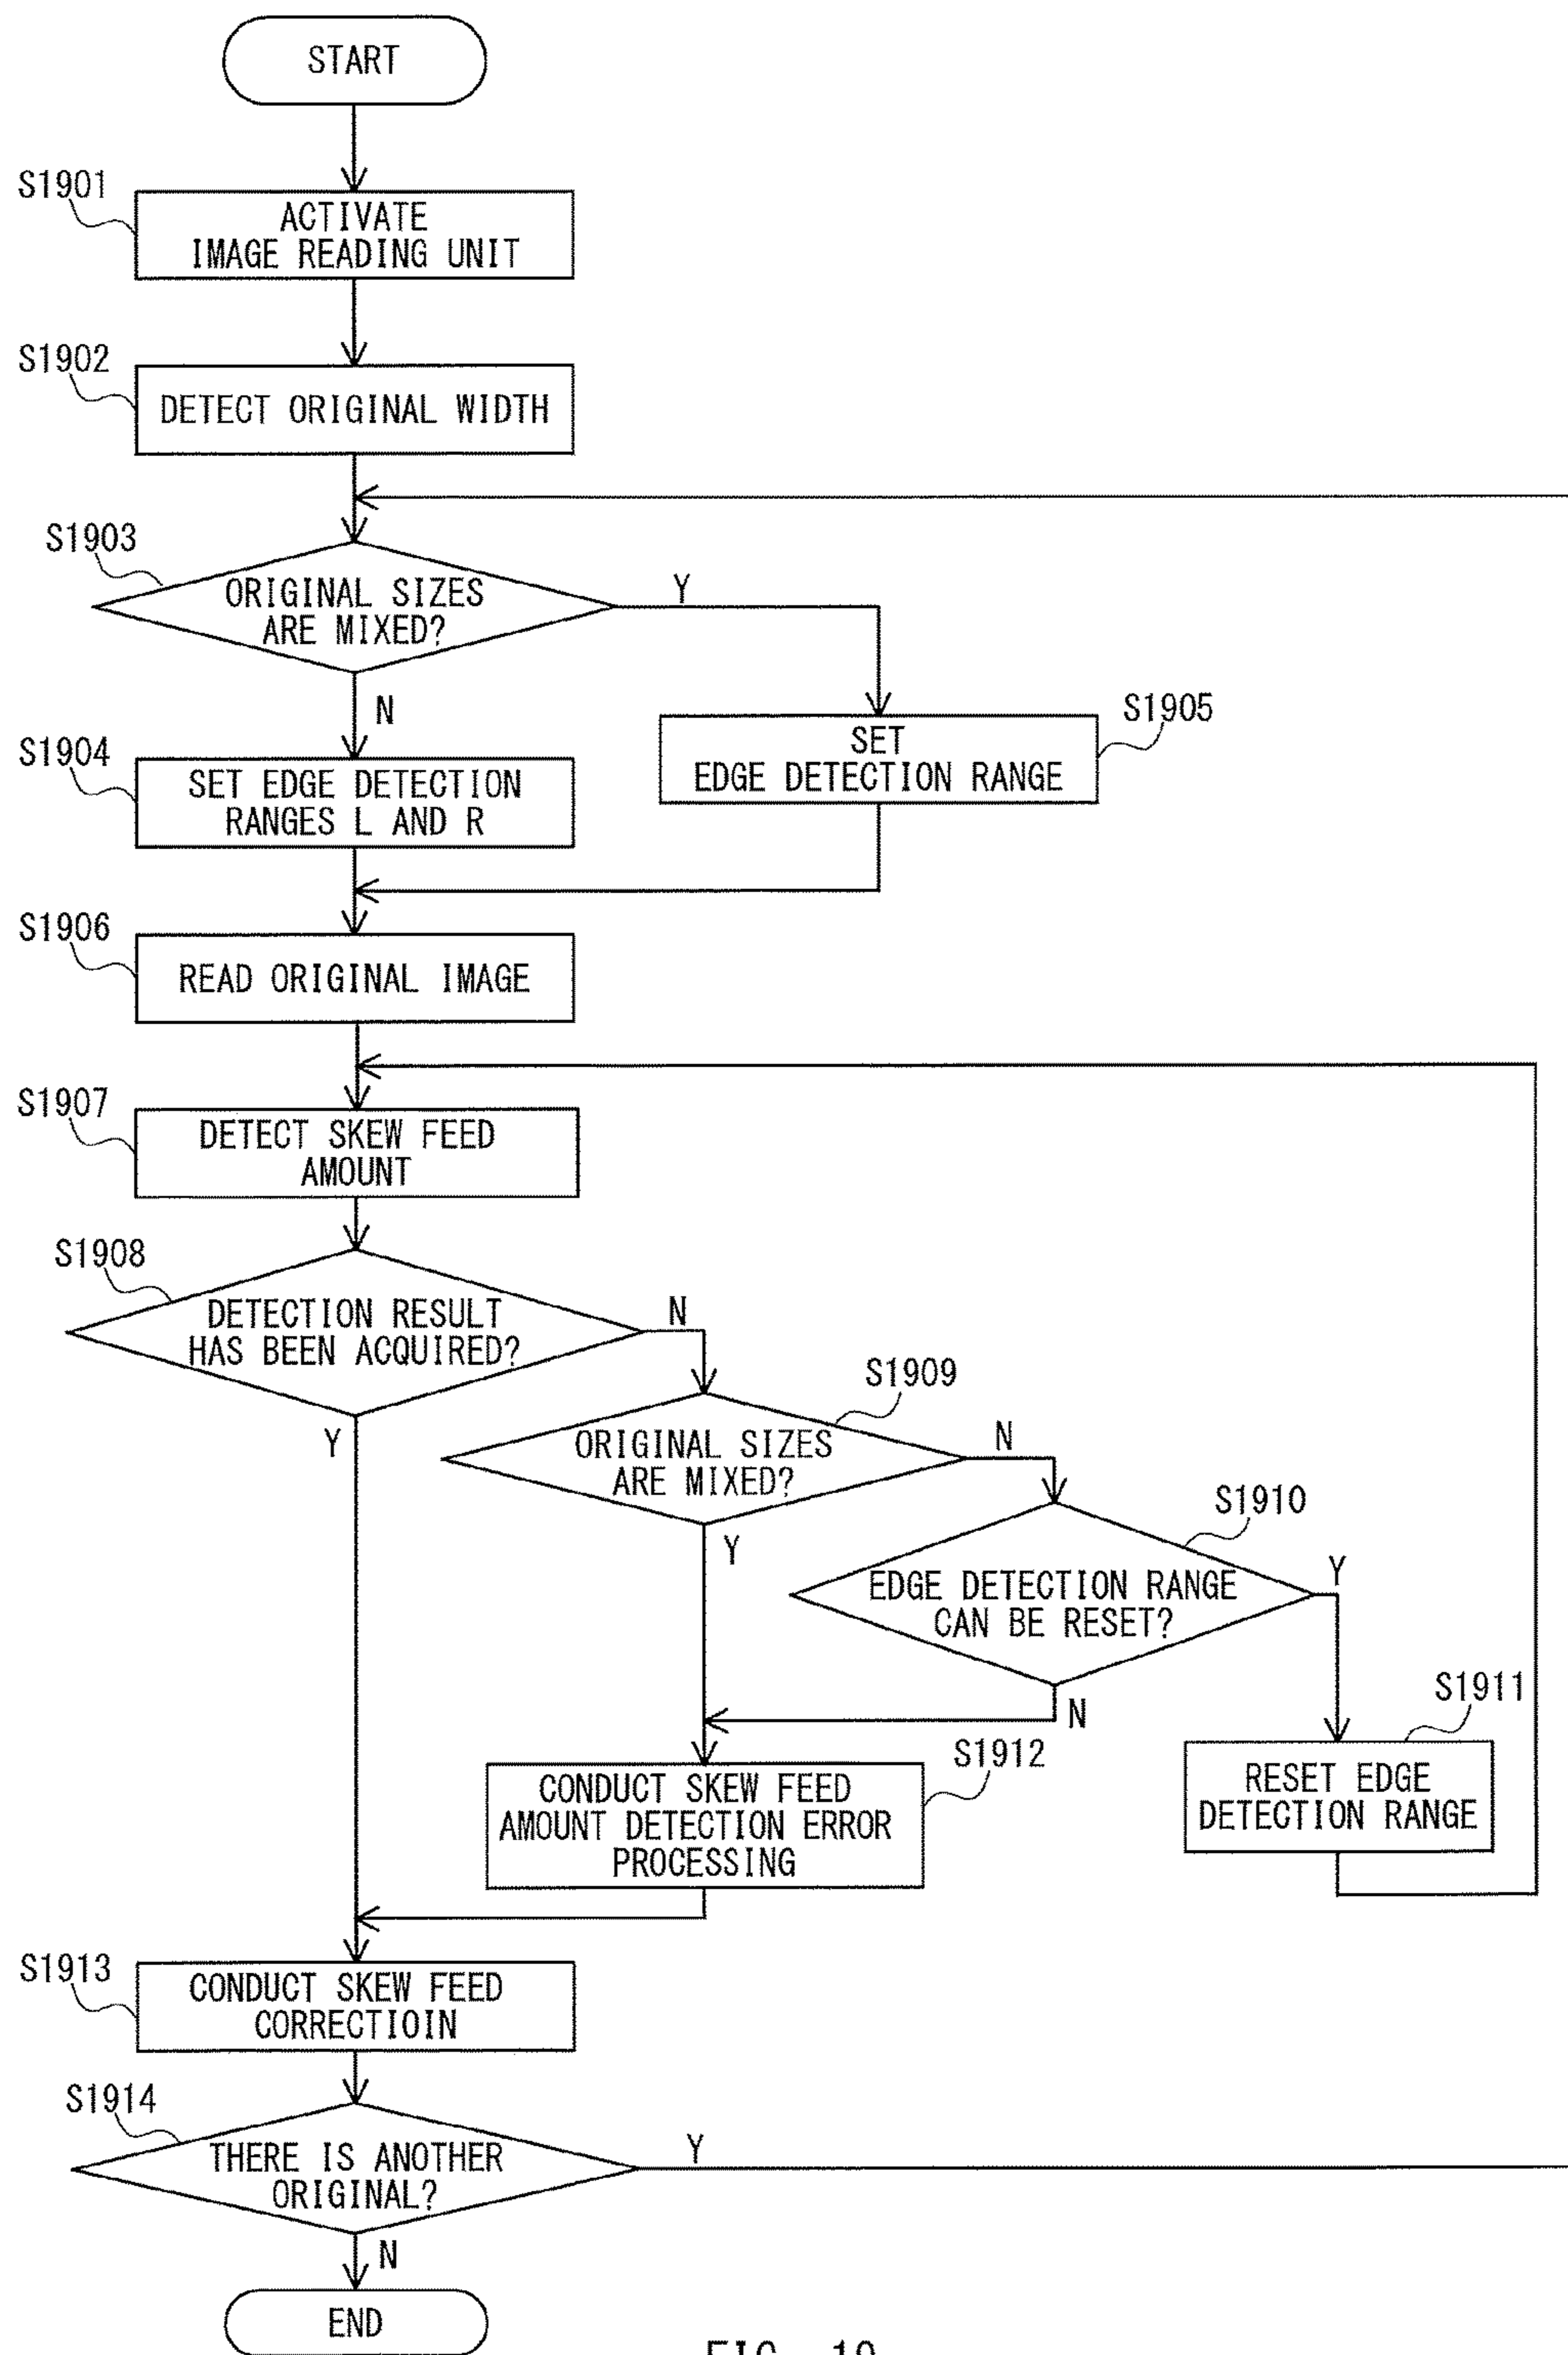 START
S1901
ACTIVATE
IMAGE READING UNIT
S1902
DETECT ORIGINAL WIDTH
S1903
ORIGINAL SIZES
ARE MIXED?
Y
N
S1904
SET EDGE DETECTION
RANGES L AND R
S1905
SET
EDGE DETECTION RANGE
S1906
READ ORIGINAL IMAGE
S1907
DETECT SKEW FEED
AMOUNT
S1908
DETECTION RESULT
HAS BEEN ACQUIRED?
N
Y
S1909
ORIGINAL SIZES
ARE MIXED?
N
Y
S1910
EDGE DETECTION RANGE
CAN BE RESET?
Y
N
S1911
RESET EDGE
DETECTION RANGE
S1912
CONDUCT SKEW FEED
AMOUNT DETECTION ERROR
PROCESSING
S1913
CONDUCT SKEW FEED
CORRECTIOIN
S1914
THERE IS ANOTHER
ORIGINAL?
Y
N
END